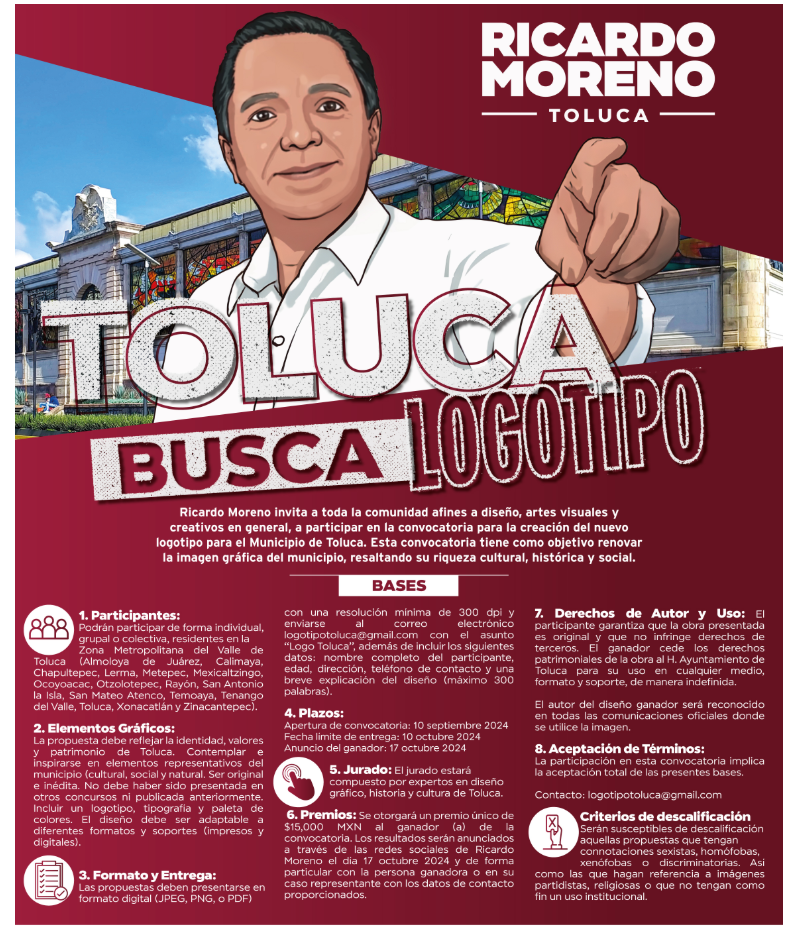 RICARDO
MORENO
TOLUCA
TOLUCA
BUSCA LOGOTIPO
Ricardo Moreno invita a toda la comunidad afines a diseño, artes visuales y
creativos en general, a participar en la convocatoria para la creación del nuevo
logotipo para el Municipio de Toluca. Esta convocatoria tiene como objetivo renovar
la imagen gráfica del municipio, resaltando su riqueza cultural, histórica y social.
BASES
1. Participantes:
Podrán participar de forma individual,
grupal o colectiva, residentes en la
Zona Metropolitana del Valle de
Toluca (Almoloya de Juárez, Calimaya,
Chapultepec, Lerma, Metepec, Mexicaltzingo,
Ocoyoacac, Otzolotepec, Rayón, San Antonio
la Isla, San Mateo Atenco, Temoaya, Tenango
del Valle, Toluca, Xonacatlán y Zinacantepec).
2. Elementos Gráficos:
La propuesta debe reflejar la identidad, valores
y patrimonio de Toluca. Contemplar e
inspirarse en elementos representativos del
municipio (cultural, social y natural. Ser original
e inédita. No debe haber sido presentada en
otros concursos ni publicada anteriormente.
Incluir un logotipo, tipografía y paleta de
colores. El diseño debe ser adaptable a
diferentes formatos y soportes (impresos y
digitales).
3. Formato y Entrega:
Las propuestas deben presentarse en
formato digital (JPEG, PNG, o PDF)
con una resolución mínima de 300 dpi y
enviarse al correo electrónico
logotipotoluca@gmail.com con el asunto
“Logo Toluca”, además de incluir los siguientes
datos: nombre completo del participante,
edad, dirección, teléfono de contacto y una
breve explicación del diseño (máximo 300
palabras).
4. Plazos:
Apertura de convocatoria: 10 septiembre 2024
Fecha límite de entrega: 10 octubre 2024
Anuncio del ganador: 17 octubre 2024
5. Jurado: El jurado estará
compuesto por expertos en diseño
gráfico, historia y cultura de Toluca.
6. Premios: Se otorgará un premio único de
$15,000 MXN al ganador (a) de la
convocatoria. Los resultados serán anunciados
a través de las redes sociales de Ricardo
Moreno el día 17 octubre 2024 y de forma
particular con la persona ganadora o en su
caso representante con los datos de contacto
proporcionados.
7. Derechos de Autor y Uso: El
participante garantiza que la obra presentada
es original y que no infringe derechos de
terceros. El ganador cede los derechos
patrimoniales de la obra al H. Ayuntamiento de
Toluca para su uso en cualquier medio,
formato y soporte, de manera indefinida.
El autor del diseño ganador será reconocido
en todas las comunicaciones oficiales donde
se utilice la imagen.
8. Aceptación de Términos:
La participación en esta convocatoria implica
la aceptación total de las presentes bases.
Contacto: logotipotoluca@gmail.com
Criterios de descalificación
Serán susceptibles de descalificación
aquellas propuestas que tengan
connotaciones sexistas, homófobas,
xenófobas o discriminatorias. Asi
como las que hagan referencia a imágenes
partidistas, religiosas o que no tengan como
fin un uso institucional.